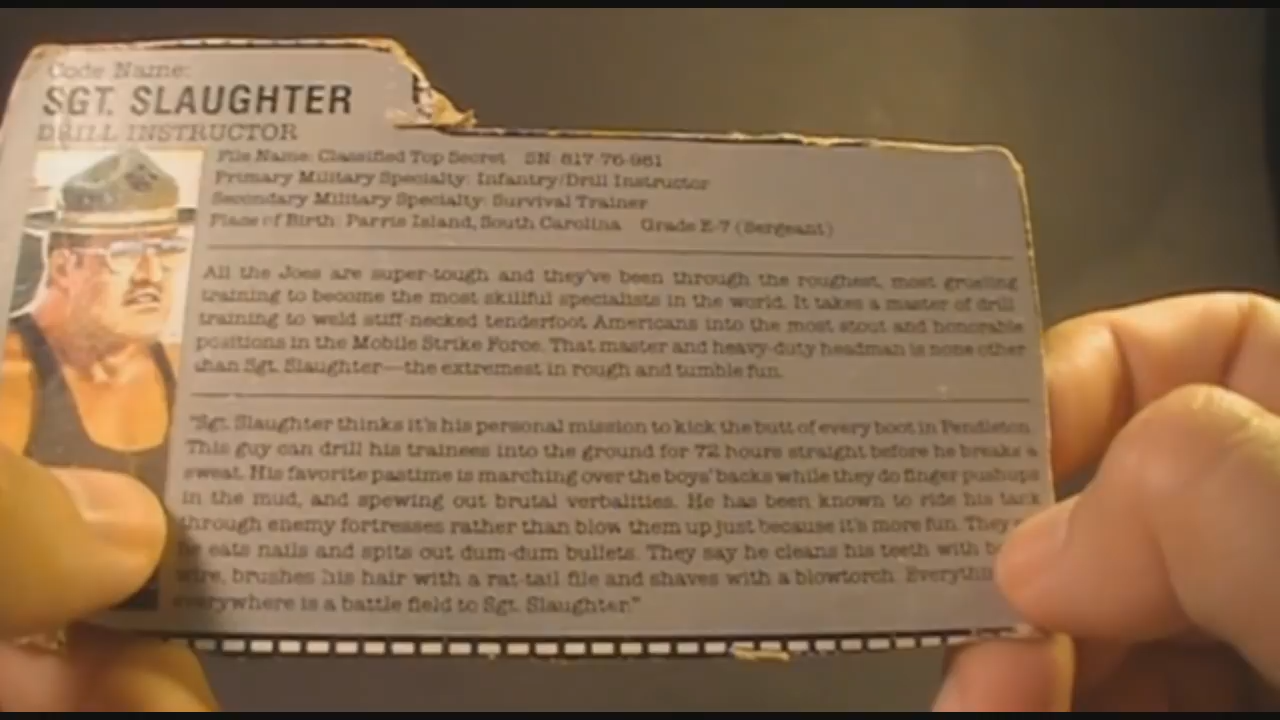 Code Name:
SGT. SLAUGHTER
DRILL INSTRUCTOR
File Name: Classified Top Secret SN: 817-76-981
Primary Military Specialty: Infantry/Drill Instructor
Secondary Military Specialty: Survival Trainer
Place of Birth: Parris Island, South Carolina Grade E-7 (Sergeant)
All the Joes are super-tough and they've been through the roughest, most grueling
training to become the most skillful specialists in the world. It takes a master of drill
training to weld stiff-necked tenderfoot Americans into the most stout and honorable
positions in the Mobile Strike Force. That master and heavy-duty headman is none other
than Sgt. Slaughter—the extremest in rough and tumble fun.
"Sgt. Slaughter thinks it's his personal mission to kick the butt of every boot in Pendleton.
This guy can drill his trainees into the ground for 72 hours straight before he breaks a
sweat. His favorite pastime is marching over the boys' backs while they do finger pushups
in the mud, and spewing out brutal verbalities. He has been known to ride his tank
through enemy fortresses rather than blow them up just because it's more fun. They
he eats nails and spits out dum-dum bullets. They say he cleans his teeth with
wire, brushes his hair with a rat-tail file and shaves with a blowtorch.
everywhere is a battle field to Sgt. Slaughter."